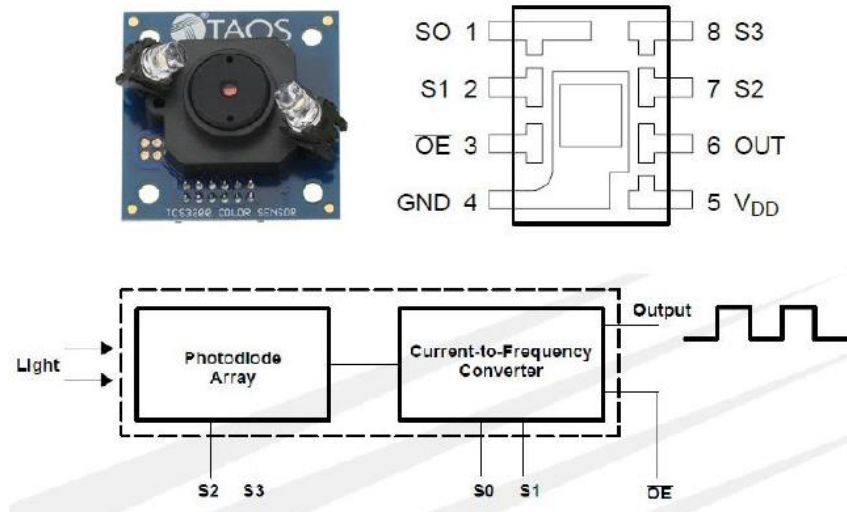 TAOS
TCS3200 COLOR SENSOR
SO 1
S1 2
OE 3
GND 4
8 S3
7 S2
6 OUT
5 VDD
Light
Photodiode
Array
Current-to-Frequency
Converter
Output
S2 S3
S0 S1
OE